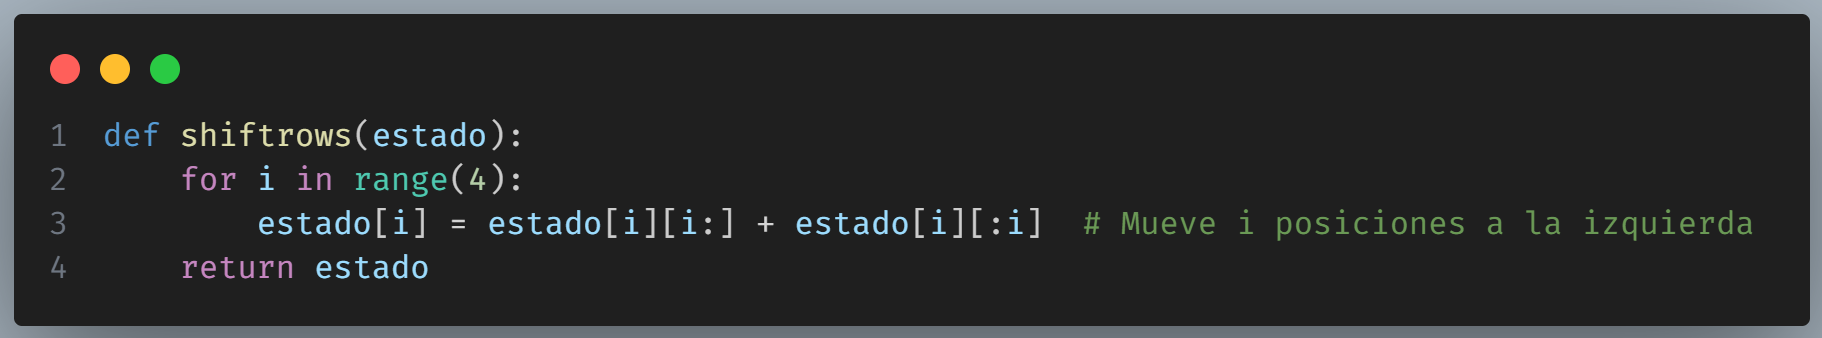 1 def shiftrows(estado):
2     for i in range(4):
3         estado[i] = estado[i][i:] + estado[i][:i]  # Mueve i posiciones a la izquierda
4     return estado